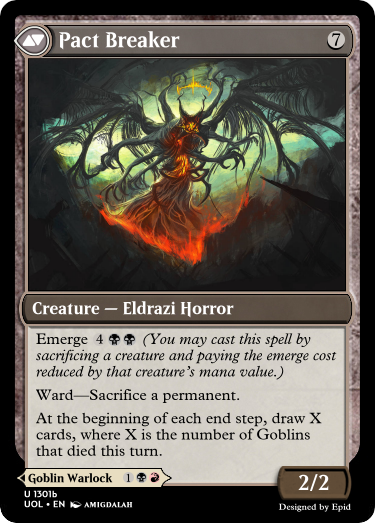 Pact Breaker 7
Creature — Eldrazi Horror
Emerge 4 (You may cast this spell by
sacrificing a creature and paying the emerge cost
reduced by that creature's mana value.)
Ward—Sacrifice a permanent.
At the beginning of each end step, draw X
cards, where X is the number of Goblins
that died this turn.
Goblin Warlock 1
2/2
U 1301b
UOL • EN AMIGDALAH
Designed by Epid